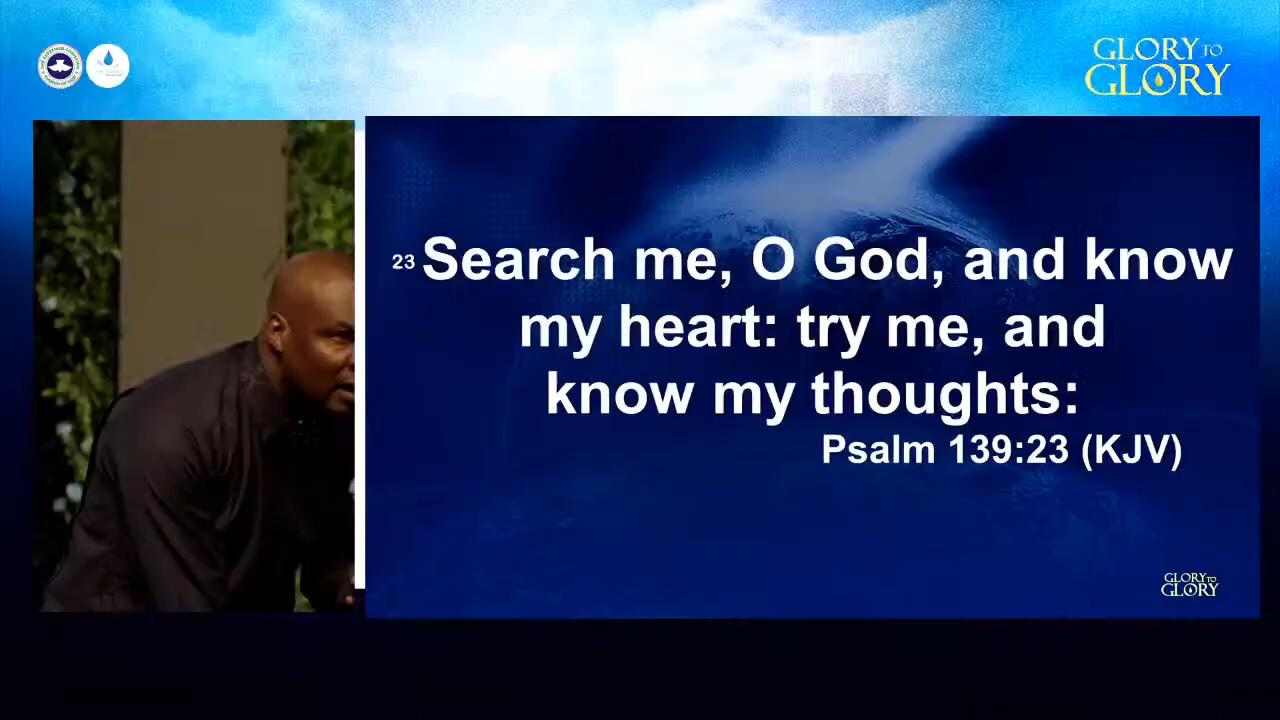 GLORY TO
GLORY
23 Search me, O God, and know
my heart: try me, and
know my thoughts:
Psalm 139:23 (KJV)
GLORY TO
GLORY